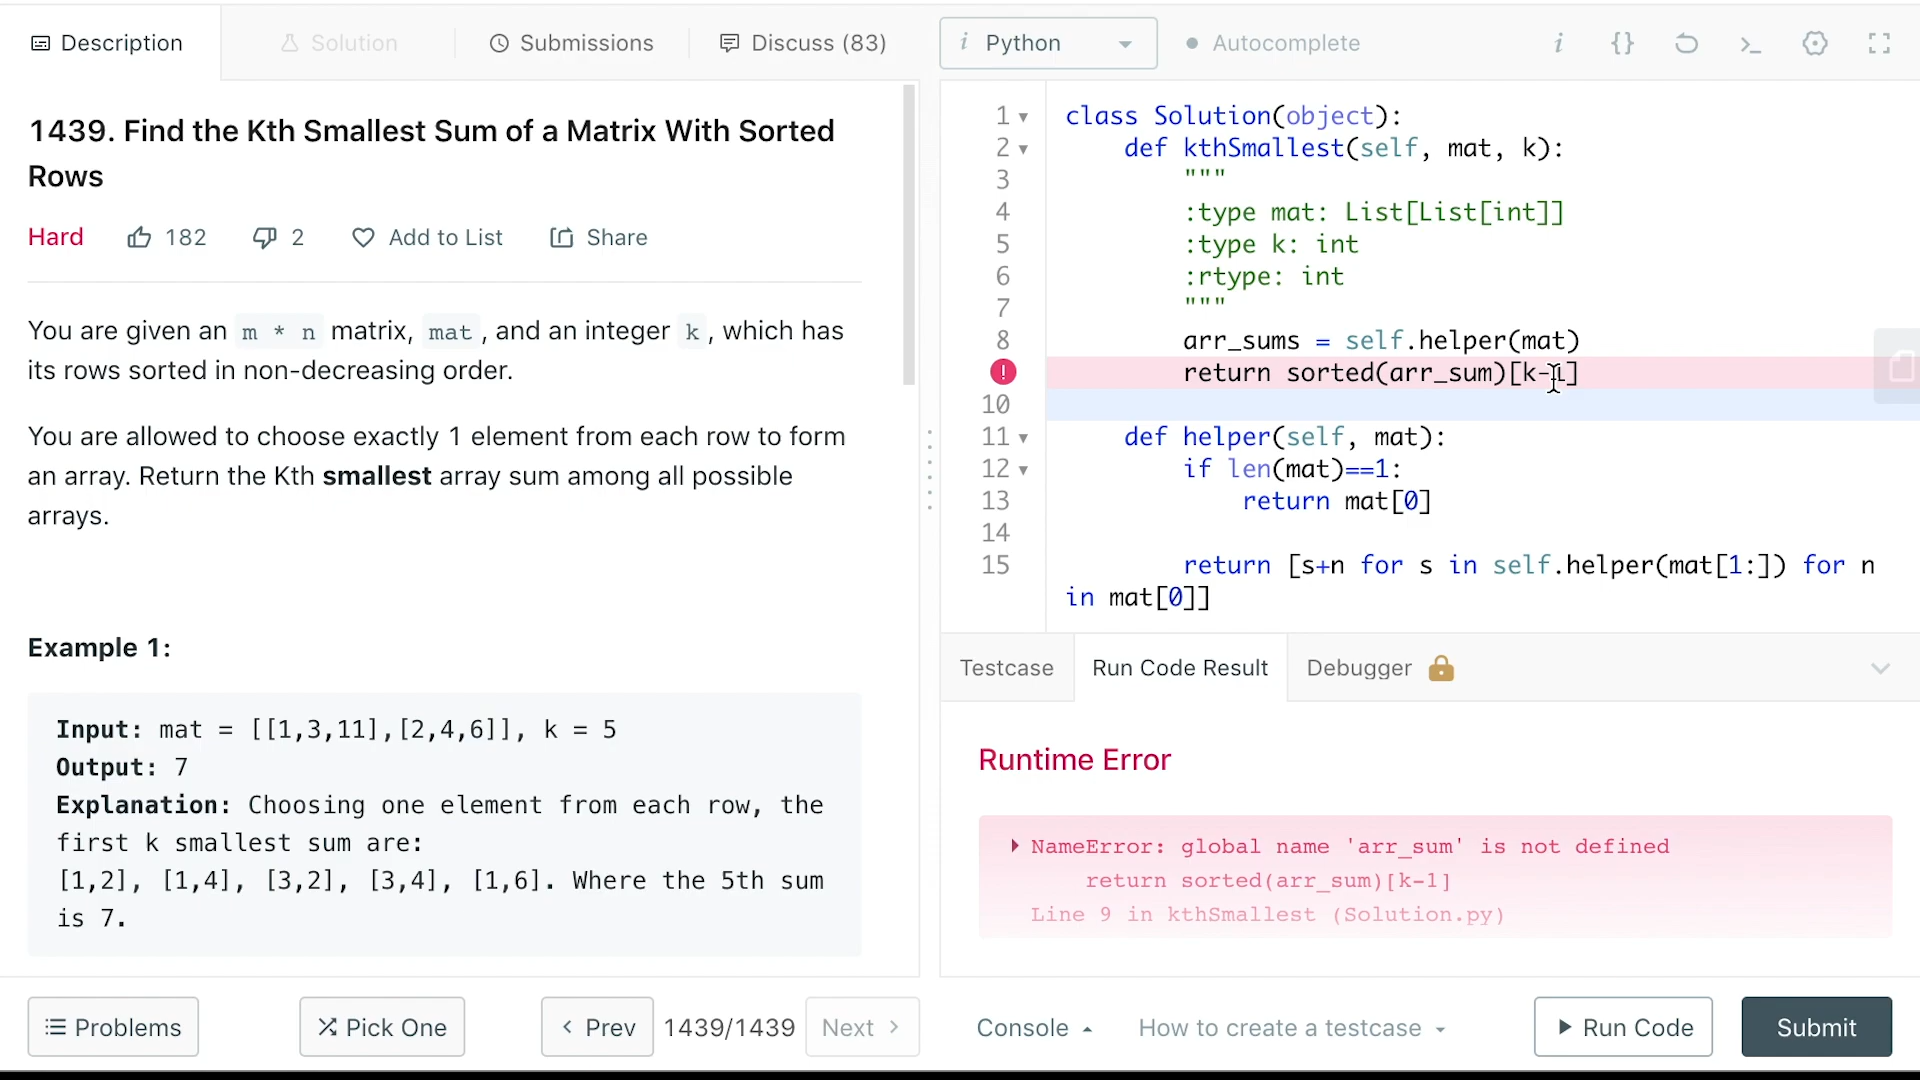 Description
Solution
Submissions
Discuss (83)
i Python
Autocomplete
i {} >_
1439. Find the Kth Smallest Sum of a Matrix With Sorted
Rows
Hard 182 2 Add to List Share
You are given an m * n matrix, mat, and an integer k, which has
its rows sorted in non-decreasing order.
You are allowed to choose exactly 1 element from each row to form
an array. Return the Kth smallest array sum among all possible
arrays.
Example 1:
Input: mat = [[1,3,11],[2,4,6]], k = 5
Output: 7
Explanation: Choosing one element from each row, the
first k smallest sum are:
[1,2], [1,4], [3,2], [3,4], [1,6]. Where the 5th sum
is 7.
1 class Solution(object):
2 def kthSmallest(self, mat, k):
3 """
4 :type mat: List[List[int]]
5 :type k: int
6 :rtype: int
7 """
8 arr_sums = self.helper(mat)
! return sorted(arr_sum)[k-1]
10
11 def helper(self, mat):
12 if len(mat)==1:
13 return mat[0]
14
15 return [s+n for s in self.helper(mat[1:]) for n
in mat[0]]
Testcase
Run Code Result
Debugger
Runtime Error
NameError: global name 'arr_sum' is not defined
return sorted(arr_sum)[k-1]
Line 9 in kthSmallest (Solution.py)
Problems
Pick One
Prev
1439/1439
Next
Console
How to create a testcase
Run Code
Submit